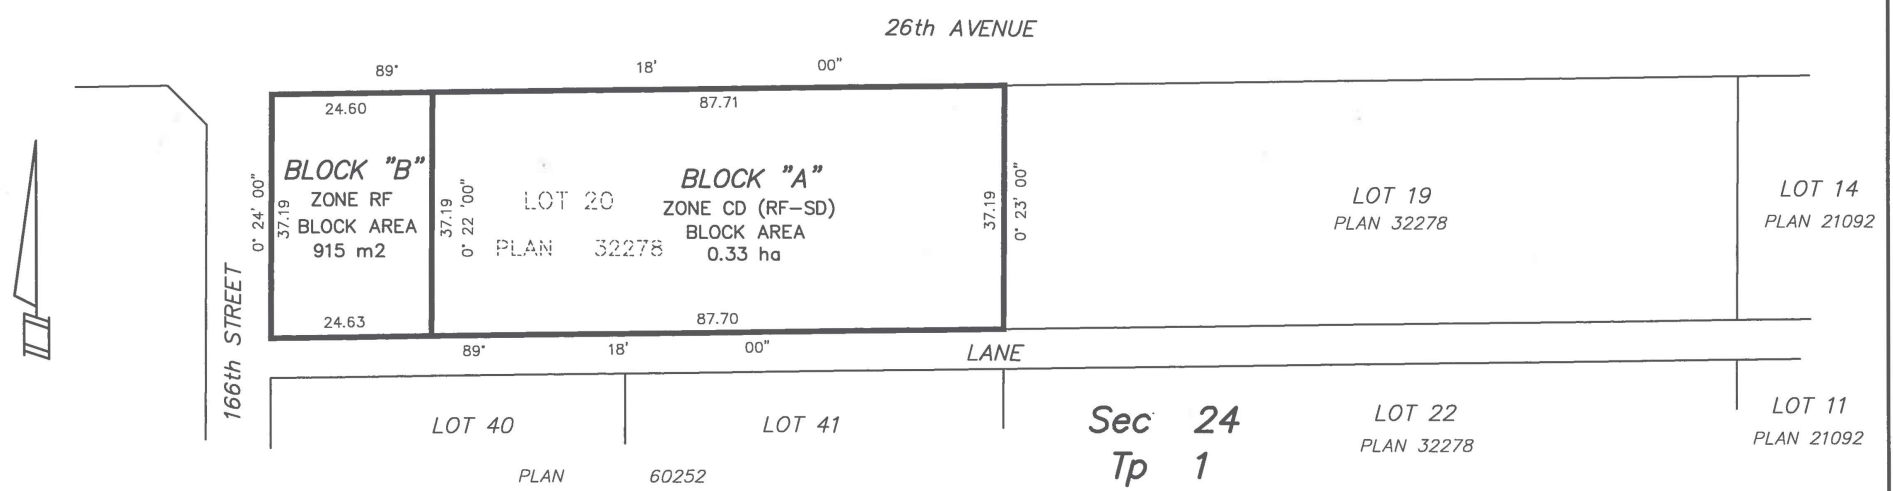 26th AVENUE
89° 18' 00"
24.60
87.71
BLOCK "B"
ZONE RF
BLOCK AREA
915 m2
0° 24' 00"
37.19
37.19
0° 22' 00"
LOT 20
PLAN 32278
BLOCK "A"
ZONE CD (RF-SD)
BLOCK AREA
0.33 ha
37.19
0° 23' 00"
LOT 19
PLAN 32278
LOT 14
PLAN 21092
24.63
87.70
89° 18' 00"
LANE
166th STREET
LOT 40
LOT 41
PLAN 60252
Sec 24
Tp 1
LOT 22
PLAN 32278
LOT 11
PLAN 21092